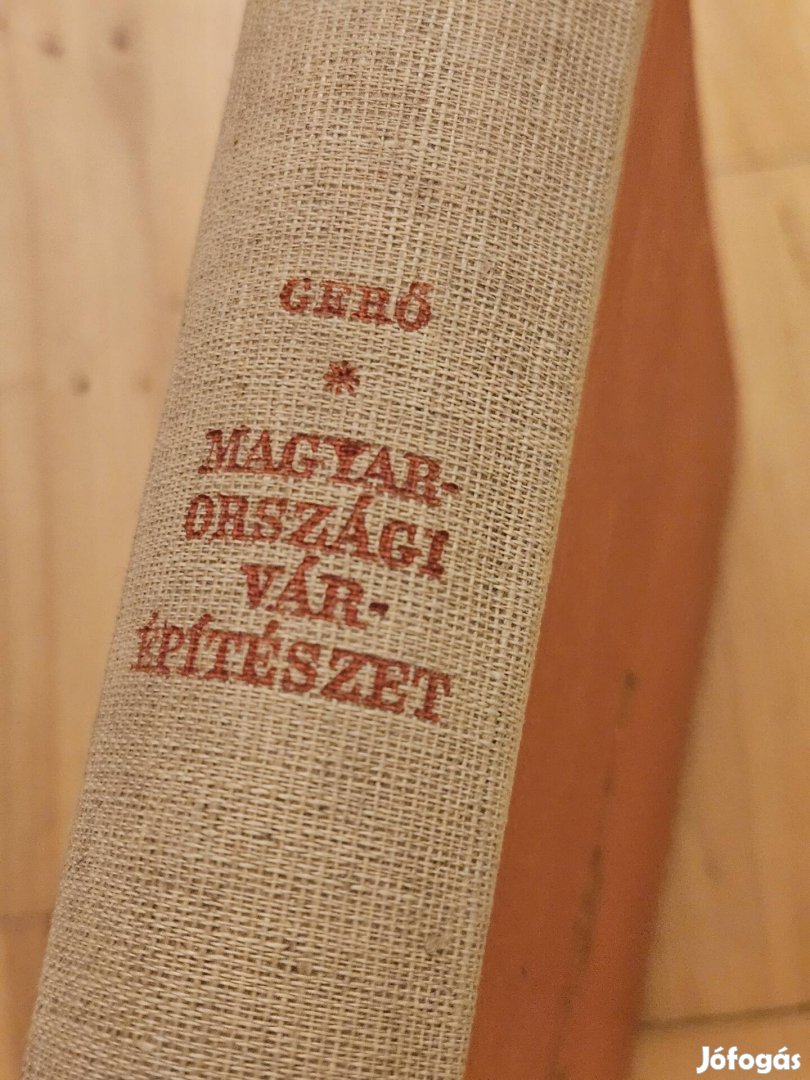 GERŐ
*
MAGYAR-
ORSZÁGI
VÁR-
ÉPÍTÉSZET
Jófogás